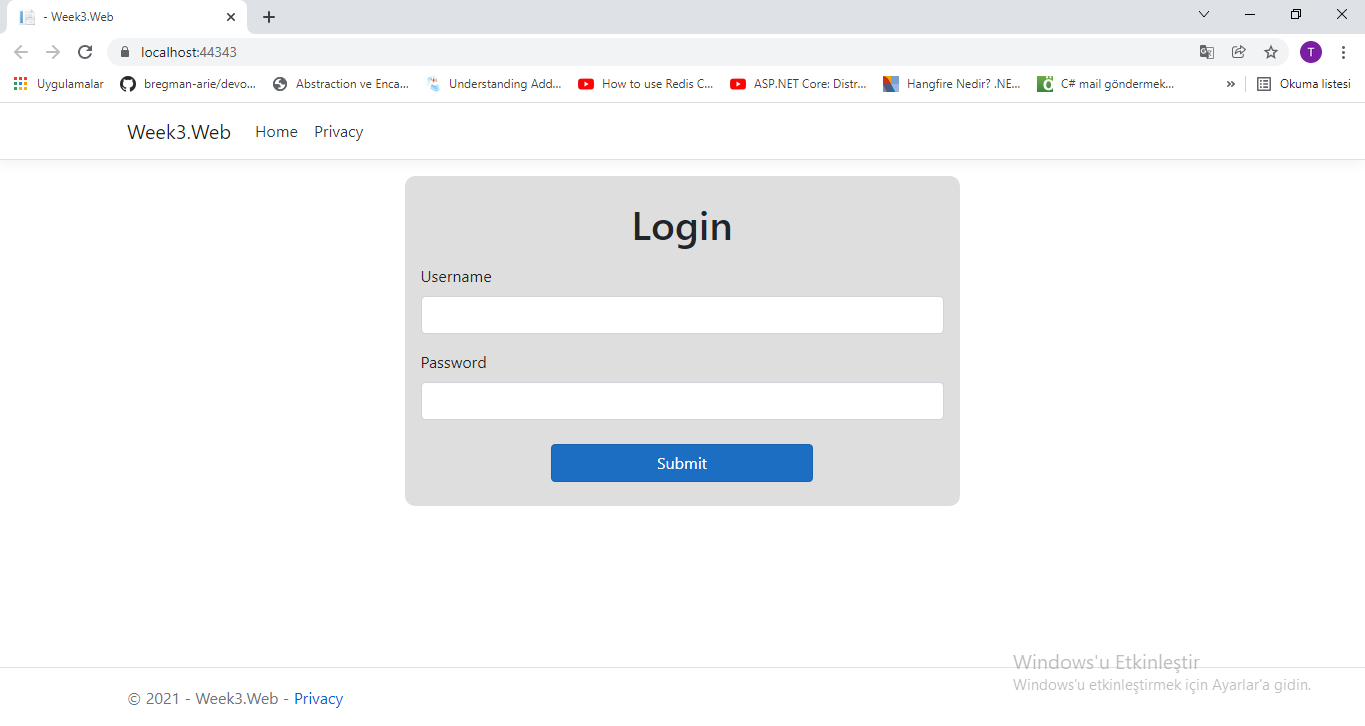 - Week3.Web
localhost:44343
T
Uygulamalar bregman-arie/devo... Abstraction ve Enca... Understanding Add... How to use Redis C... ASP.NET Core: Distr... Hangfire Nedir? .NE... C# mail göndermek... » Okuma listesi
Week3.Web Home Privacy
Login
Username
Password
Submit
Windows'u Etkinleştir
Windows'u etkinleştirmek için Ayarlar'a gidin.
© 2021 - Week3.Web - Privacy